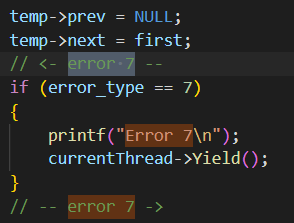 temp->prev = NULL;
temp->next = first;
// <- error 7 --
if (error_type == 7)
{
printf("Error 7\n");
currentThread->Yield();
}
// -- error 7 ->